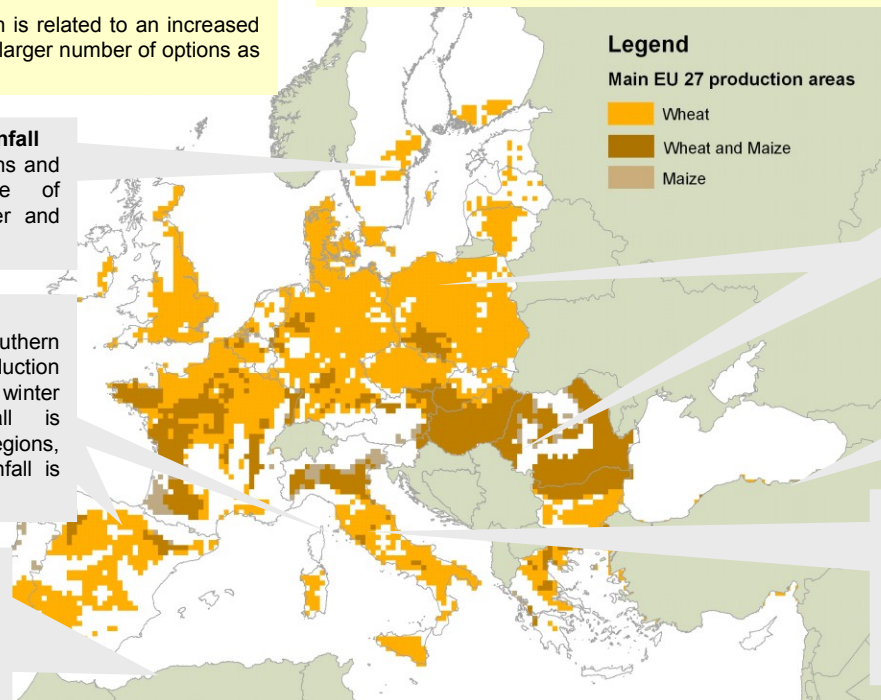 n is related to an increased
larger number of options as
nfall
ns and
e of
er and
uthern
duction
winter
all is
egions,
nfall is
Legend
Main EU 27 production areas
Wheat
Wheat and Maize
Maize